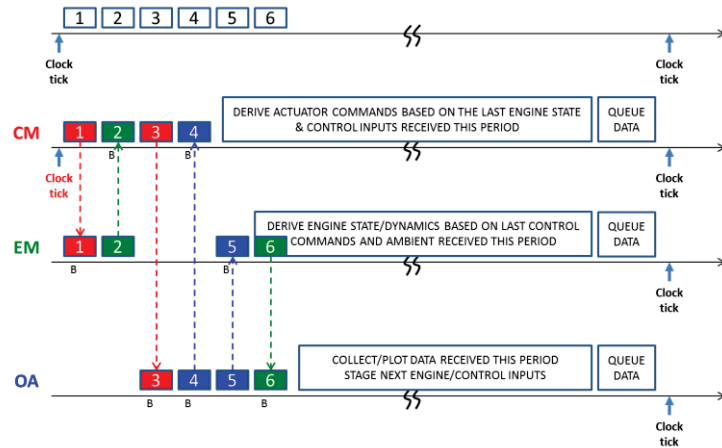 1 2 3 4 5 6
Clock
tick
Clock
tick
CM
1 2 3 4
B
B
DERIVE ACTUATOR COMMANDS BASED ON THE LAST ENGINE STATE
& CONTROL INPUTS RECEIVED THIS PERIOD
QUEUE
DATA
Clock
tick
Clock
tick
EM
1 2 5 6
B
B
DERIVE ENGINE STATE/DYNAMICS BASED ON LAST CONTROL
COMMANDS AND AMBIENT RECEIVED THIS PERIOD
QUEUE
DATA
Clock
tick
OA
3 4 5 6
B
B
B
COLLECT/PLOT DATA RECEIVED THIS PERIOD
STAGE NEXT ENGINE/CONTROL INPUTS
QUEUE
DATA
Clock
tick